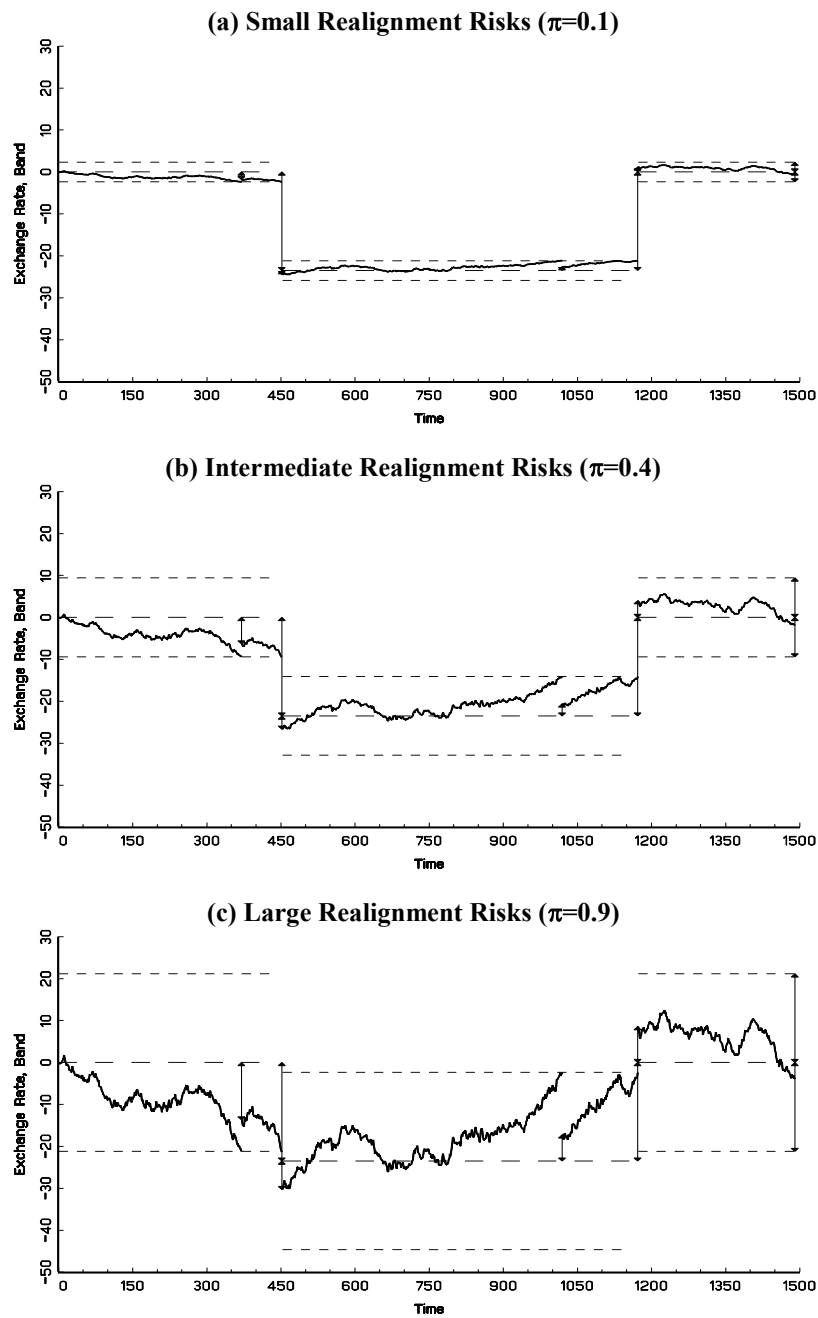 (a) Small Realignment Risks (π=0.1)
30
20
10
0
-10
-20
-30
-40
-50
Exchange Rate, Band
0 150 300 450 600 750 900 1050 1200 1350 1500
Time
(b) Intermediate Realignment Risks (π=0.4)
30
20
10
0
-10
-20
-30
-40
-50
Exchange Rate, Band
0 150 300 450 600 750 900 1050 1200 1350 1500
Time
(c) Large Realignment Risks (π=0.9)
30
20
10
0
-10
-20
-30
-40
-50
Exchange Rate, Band
0 150 300 450 600 750 900 1050 1200 1350 1500
Time